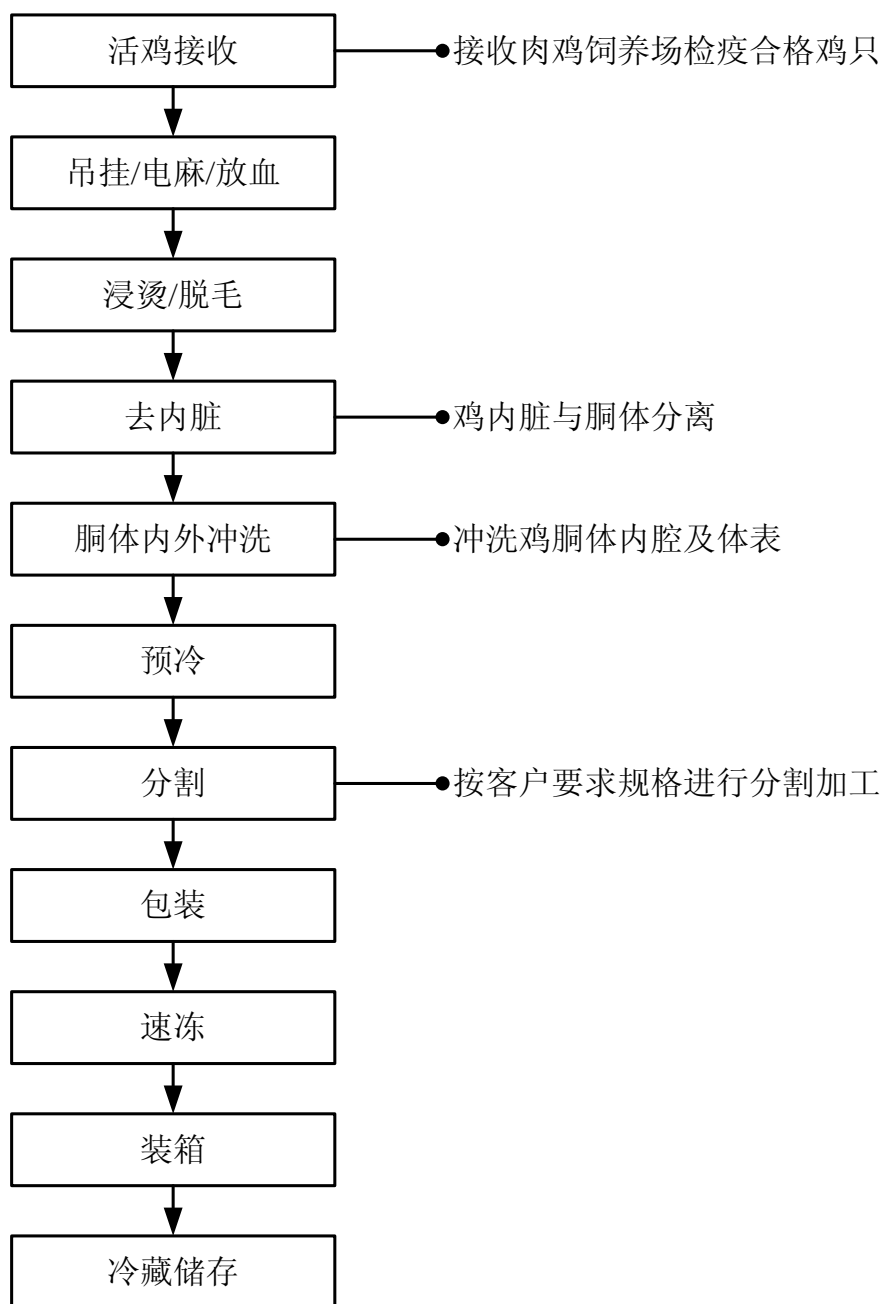 活鸡接收
接收肉鸡饲养场检疫合格鸡只
吊挂/电麻/放血
浸烫/脱毛
去内脏
鸡内脏与胴体分离
胴体内外冲洗
冲洗鸡胴体内腔及体表
预冷
分割
按客户要求规格进行分割加工
包装
速冻
装箱
冷藏储存